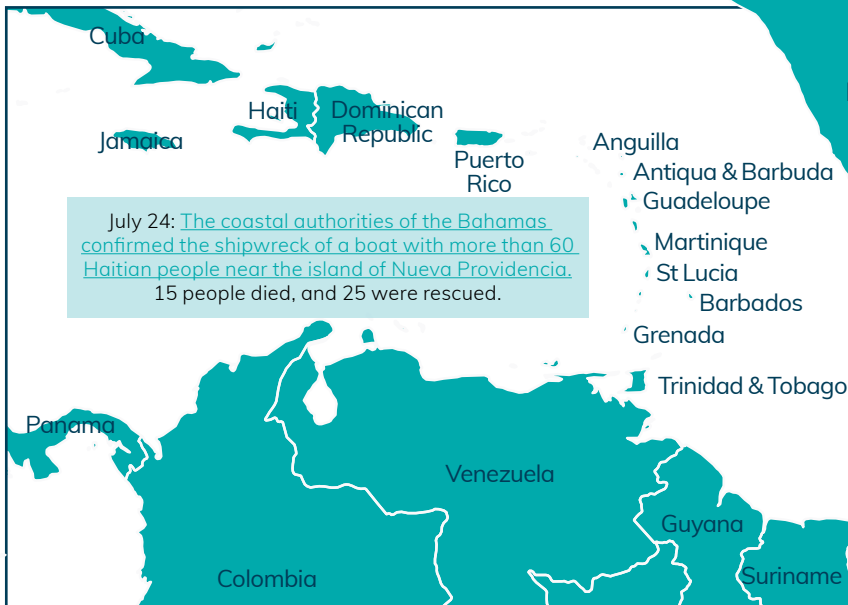 Cuba
Haiti
Dominican
Republic
Jamaica
Puerto
Rico
Anguilla
Antiqua & Barbuda
Guadeloupe
July 24: The coastal authorities of the Bahamas
confirmed the shipwreck of a boat with more than 60
Haitian people near the island of Nueva Providencia.
15 people died, and 25 were rescued.
Martinique
St Lucia
Barbados
Grenada
Trinidad & Tobago
Panama
Venezuela
Guyana
Colombia
Suriname